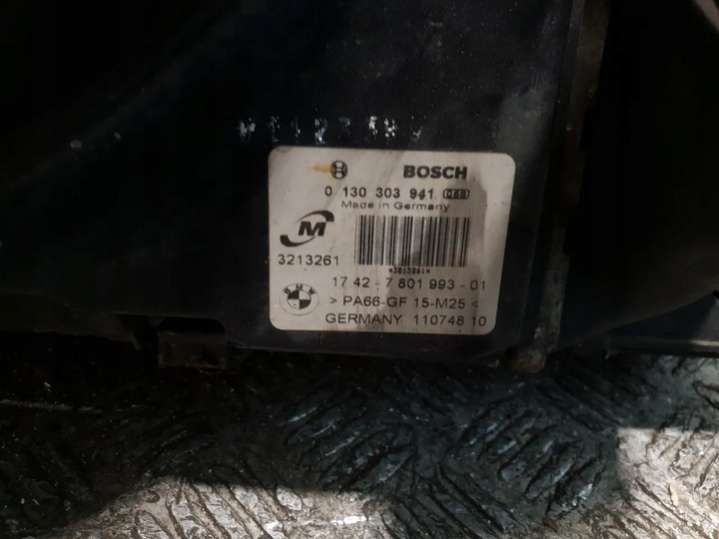 BOSCH
0 130 303 941
Made in Germany
M
3213261
17 42-7 801 993-01
BMW
>PA66-GF 15-M25<
GERMANY 110748 10